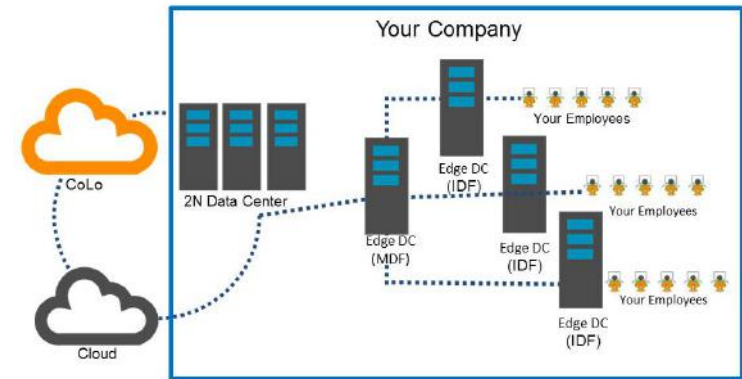 Your Company
Your Employees
CoLo
2N Data Center
Edge DC
(IDF)
Your Employees
Edge DC
(MDF)
Edge DC
(IDF)
Your Employees
Edge DC
(IDF)
Cloud